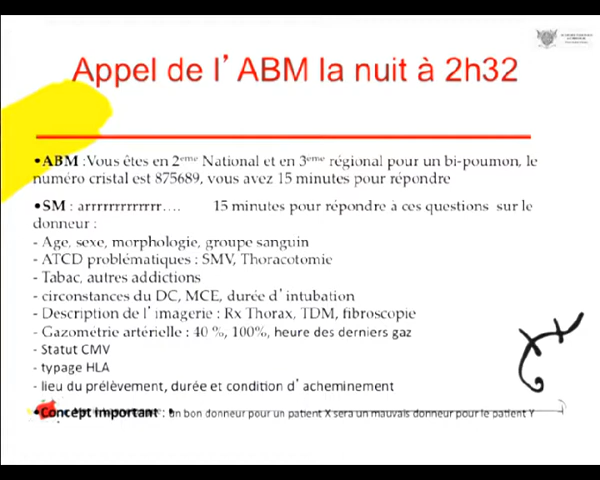 Appel de l'ABM la nuit à 2h32
•ABM :Vous êtes en 2eme National et en 3eme régional pour un bi-poumon, le
numéro cristal est 875689, vous avez 15 minutes pour répondre
•SM : arrrrrrrrrrrrr.... 15 minutes pour répondre à ces questions sur le
donneur :
- Age, sexe, morphologie, groupe sanguin
- ATCD problématiques : SMV, Thoracotomie
- Tabac, autres addictions
- circonstances du DC, MCE, durée d'intubation
- Description de l'imagerie : Rx Thorax, TDM, fibroscopie
- Gazométrie artérielle : 40 %, 100%, heure des derniers gaz
- Statut CMV
- typage HLA
- lieu du prélèvement, durée et condition d'acheminement
•Concept important : un bon donneur pour un patient X sera un mauvais donneur pour le patient Y